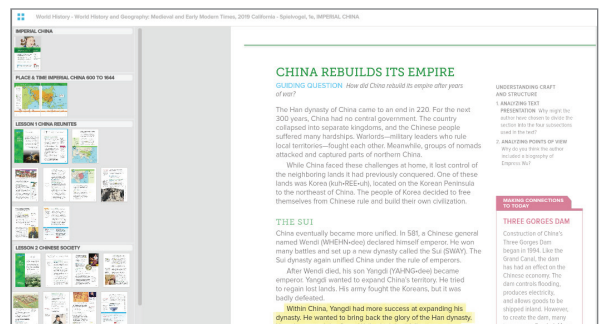 World History - World History and Geography: Medieval and Early Modern Times, 2019 California - Spielvogel, 1e, IMPERIAL CHINA
IMPERIAL CHINA
PLACE & TIME IMPERIAL CHINA 600 TO 1644
LESSON 1 CHINA REUNITES
LESSON 2 CHINESE SOCIETY
CHINA REBUILDS ITS EMPIRE
GUIDING QUESTION How did China rebuild its empire after years
of war?
The Han dynasty of China came to an end in 220. For the next
300 years, China had no central government. The country
collapsed into separate kingdoms, and the Chinese people
suffered many hardships. Warlords—military leaders who rule
local territories—fought each other. Meanwhile, groups of nomads
attacked and captured parts of northern China.
While China faced these challenges at home, it lost control of
the neighboring lands it had previously conquered. One of these
lands was Korea (kuh•REE•uh), located on the Korean Peninsula
to the northeast of China. The people of Korea decided to free
themselves from Chinese rule and build their own civilization.
THE SUI
China eventually became more unified. In 581, a Chinese general
named Wendi (WHEHN•dee) declared himself emperor. He won
many battles and set up a new dynasty called the Sui (SWAY). The
Sui dynasty again unified China under the rule of emperors.
After Wendi died, his son Yangdi (YAHNG•dee) became
emperor. Yangdi wanted to expand China's territory. He tried
to regain lost lands. His army fought the Koreans, but it was
badly defeated.
Within China, Yangdi had more success at expanding his
dynasty. He wanted to bring back the glory of the Han dynasty.
UNDERSTANDING CRAFT
AND STRUCTURE
1. ANALYZING TEXT
PRESENTATION Why might the
author have chosen to divide the
section into the four subsections
used in the text?
2. ANALYZING POINTS OF VIEW
Why do you think the author
includes a biography of
Empress Wu?
MAKING CONNECTIONS
TO TODAY
THREE GORGES DAM
Construction of China's
Three Gorges Dam
began in 1994. Like the
Grand Canal, the dam
has had an effect on the
Chinese economy. The
dam controls flooding,
produces electricity,
and allows goods to be
shipped inland. However,
to create the dam, many